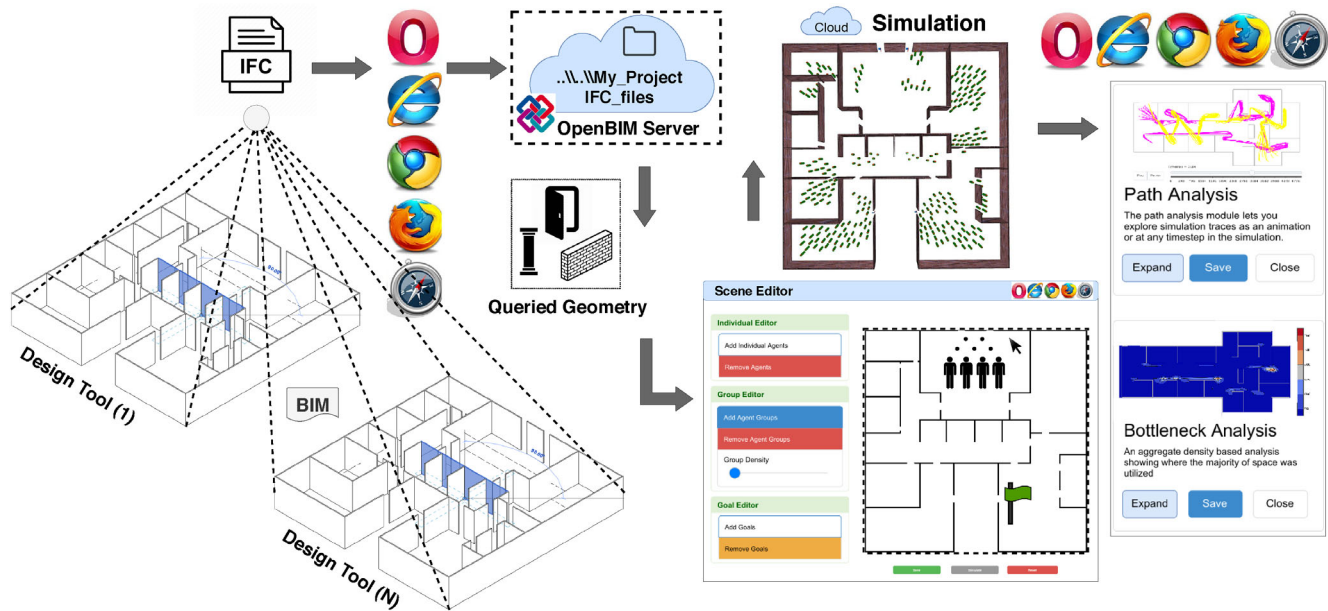 IFC
..\\..\\My_Project
IFC_files
OpenBIM Server
Queried Geometry
Design Tool (1)
BIM
Design Tool (N)
Cloud
Simulation
Scene Editor
Individual Editor
Add Individual Agents
Remove Agents
Group Editor
Add Agent Groups
Remove Agent Groups
Group Density
Goal Editor
Add Goals
Remove Goals
Path Analysis
The path analysis module lets you
explore simulation traces as an animation
or at any timestep in the simulation.
Expand
Save
Close
Bottleneck Analysis
An aggregate density based analysis
showing where the majority of space was
utilized
Expand
Save
Close